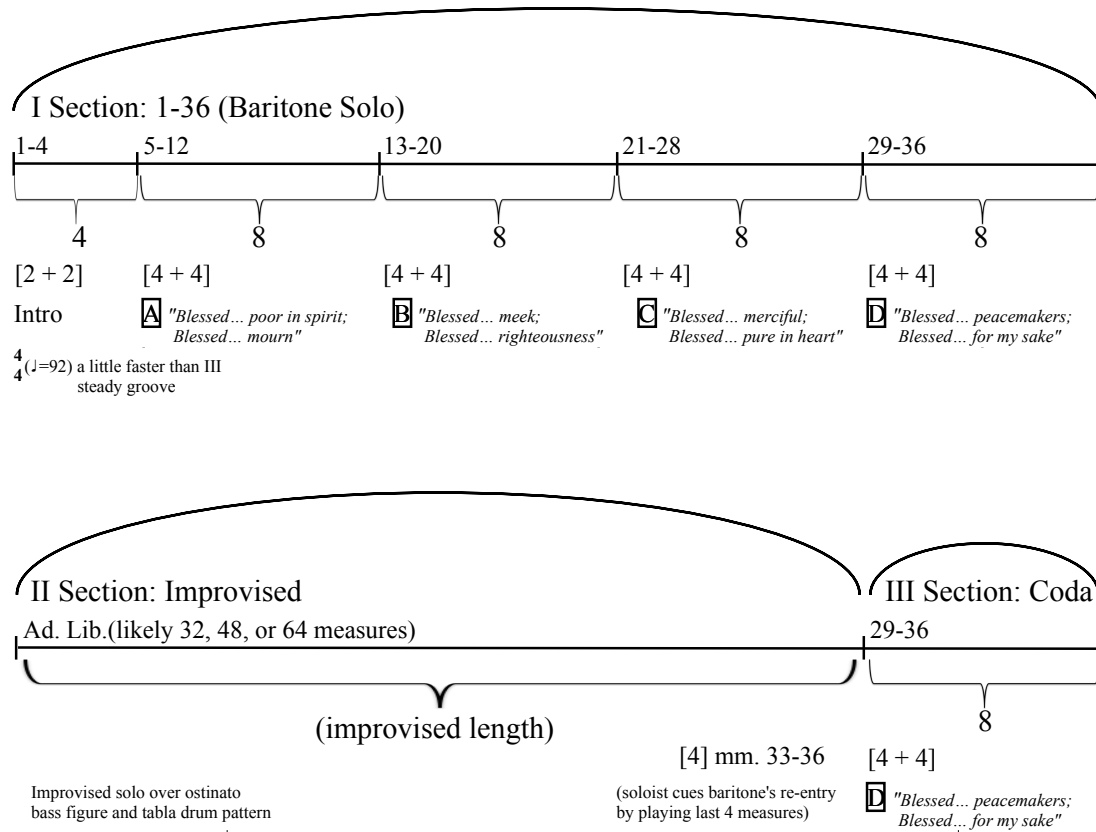 I Section: 1-36 (Baritone Solo)
1-4 5-12 13-20 21-28 29-36
4 8 8 8 8
[2 + 2] [4 + 4] [4 + 4] [4 + 4] [4 + 4]
Intro
A "Blessed... poor in spirit;
Blessed... mourn"
B "Blessed... meek;
Blessed... righteousness"
C "Blessed... merciful;
Blessed... pure in heart"
D "Blessed... peacemakers;
Blessed... for my sake"
4
4 (♩=92) a little faster than III
steady groove
II Section: Improvised
III Section: Coda
Ad. Lib.(likely 32, 48, or 64 measures)
29-36
(improvised length)
8
[4] mm. 33-36
[4 + 4]
Improvised solo over ostinato
bass figure and tabla drum pattern
(soloist cues baritone's re-entry
by playing last 4 measures)
D "Blessed... peacemakers;
Blessed... for my sake"